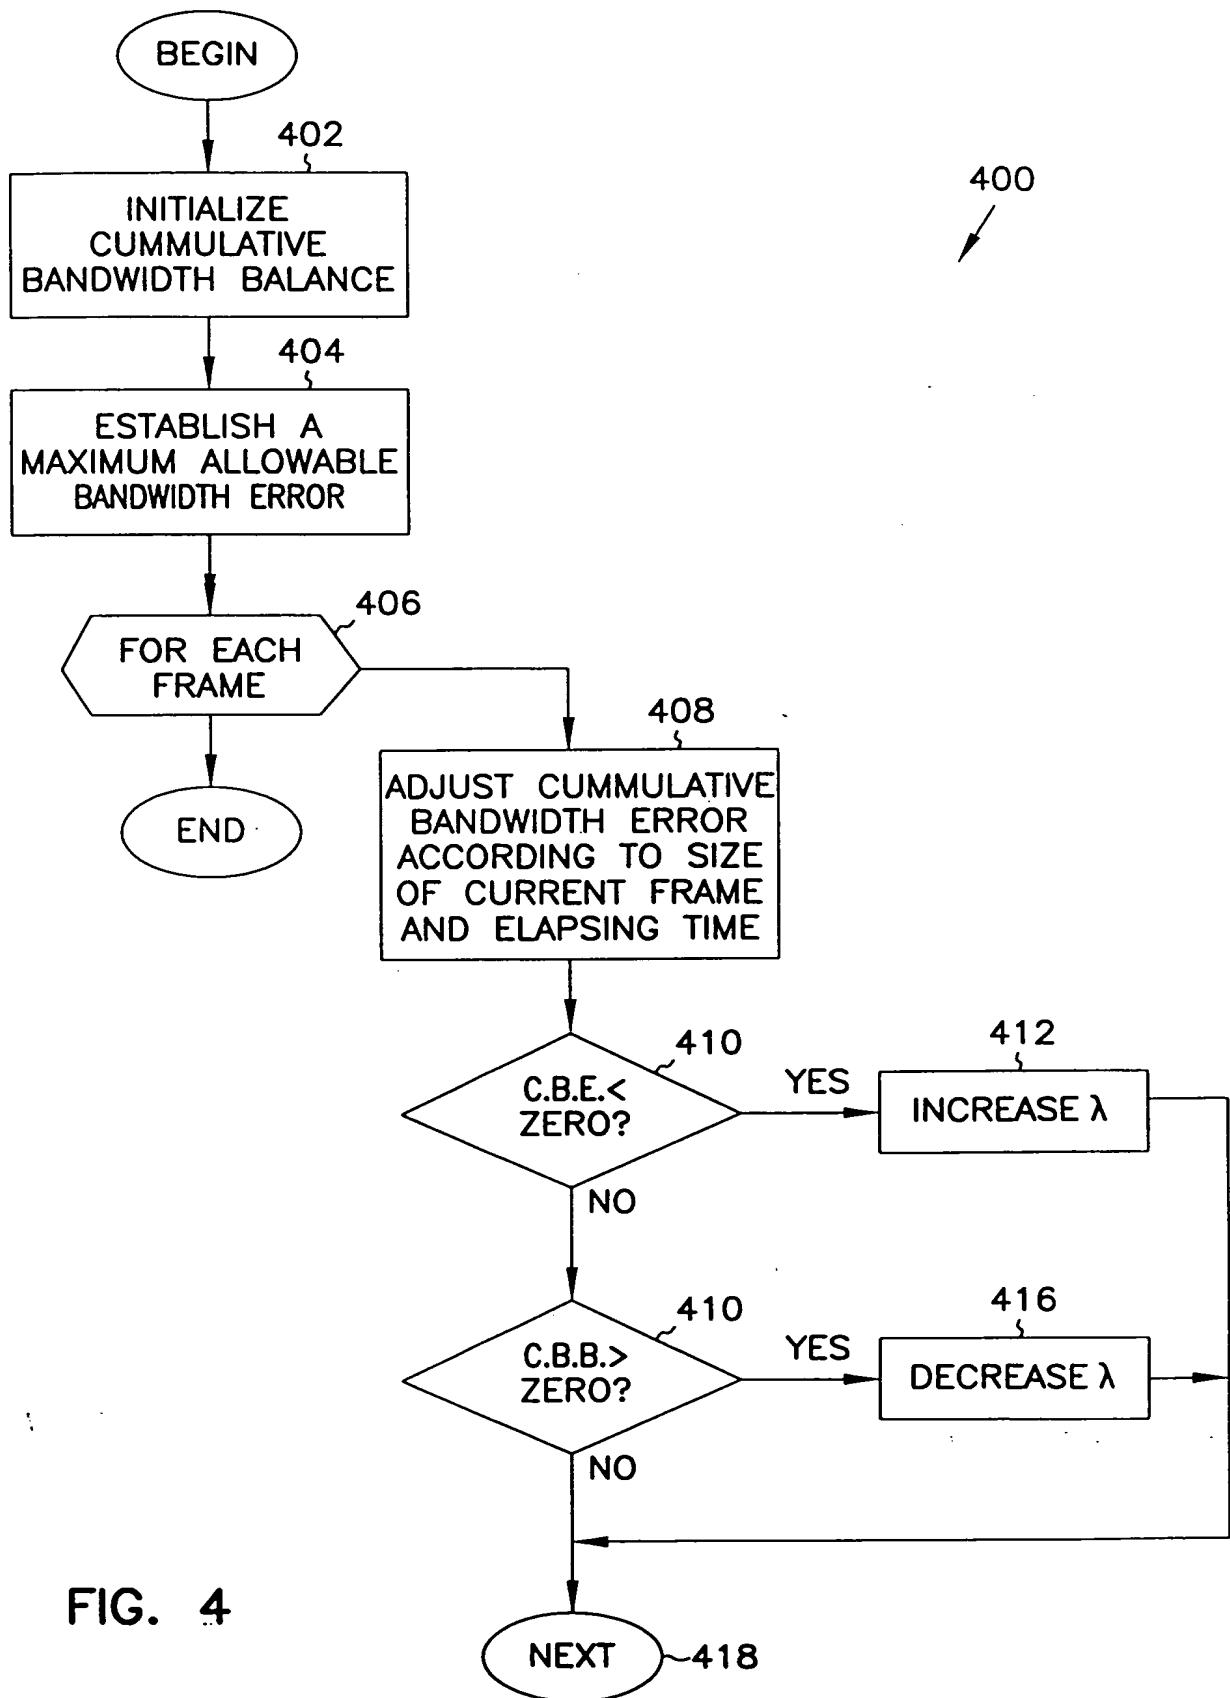 BEGIN
402
INITIALIZE
CUMMULATIVE
BANDWIDTH BALANCE
400
404
ESTABLISH A
MAXIMUM ALLOWABLE
BANDWIDTH ERROR
406
FOR EACH
FRAME
END
408
ADJUST CUMMULATIVE
BANDWIDTH ERROR
ACCORDING TO SIZE
OF CURRENT FRAME
AND ELAPSING TIME
410
C.B.E.<
ZERO?
YES
412
INCREASE λ
NO
410
C.B.B.>
ZERO?
YES
416
DECREASE λ
NO
FIG. 4
NEXT
418